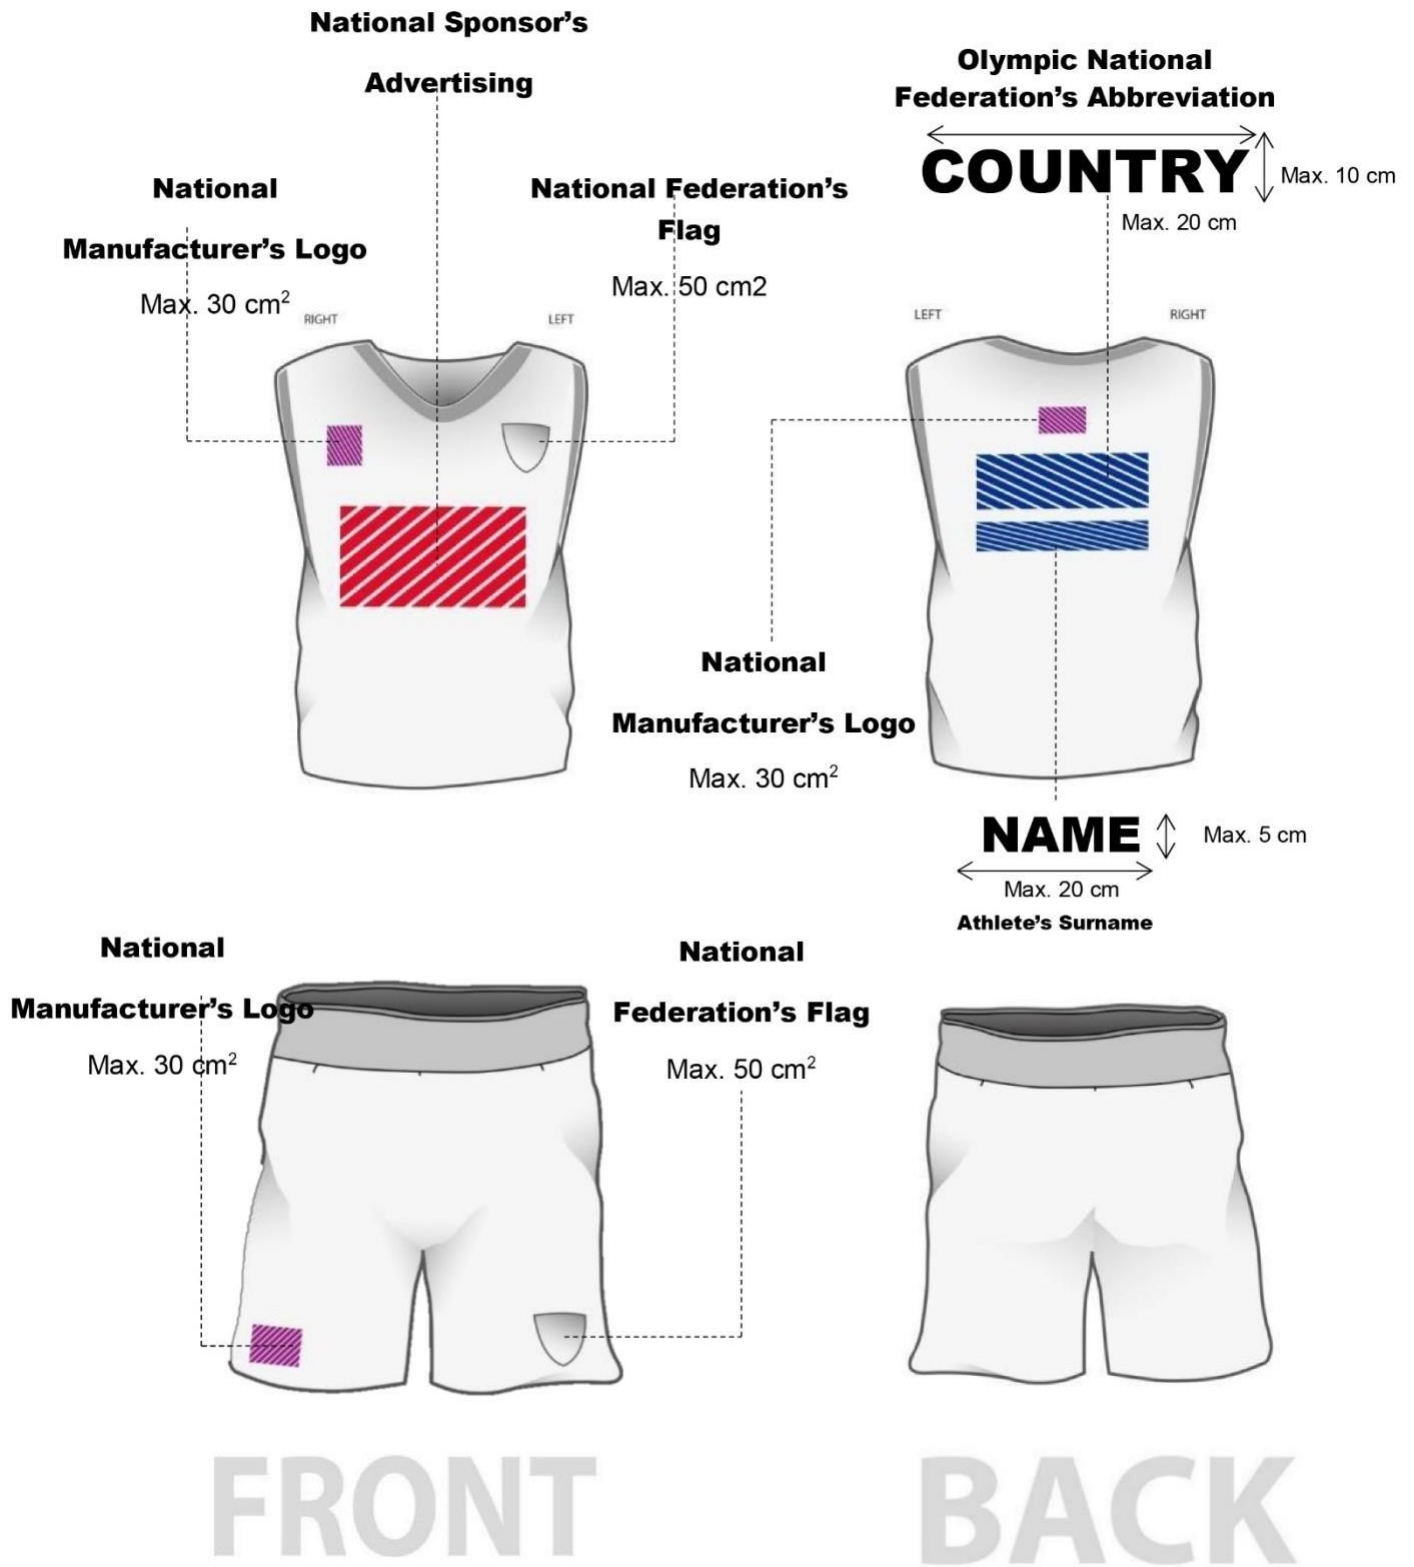 National Sponsor's
Advertising
Olympic National
Federation's Abbreviation
COUNTRY
Max. 10 cm
Max. 20 cm
National
Manufacturer's Logo
Max. 30 cm²
National Federation's
Flag
Max. 50 cm2
RIGHT
LEFT
LEFT
RIGHT
National
Manufacturer's Logo
Max. 30 cm²
NAME
Max. 5 cm
Max. 20 cm
Athlete's Surname
National
Manufacturer's Logo
Max. 30 cm²
National
Federation's Flag
Max. 50 cm²
FRONT
BACK